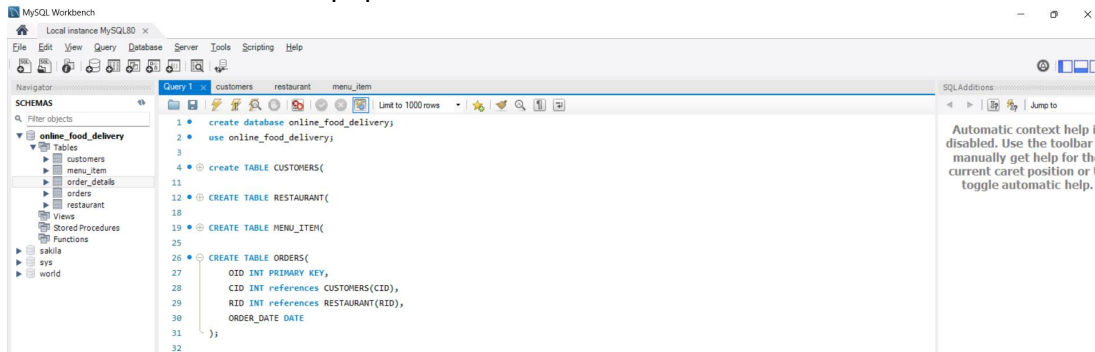 MySQL Workbench
Local instance MySQL80
File Edit View Query Database Server Tools Scripting Help
Navigator
SCHEMAS
Filter objects
online_food_delivery
Tables
customers
menu_item
order_details
orders
restaurant
Views
Stored Procedures
Functions
sakila
sys
world
Query 1 customers restaurant menu_item
Limit to 1000 rows
1 create database online_food_delivery;
2 use online_food_delivery;
3
4 create TABLE CUSTOMERS(
11
12 CREATE TABLE RESTAURANT(
18
19 CREATE TABLE MENU_ITEM(
25
26 CREATE TABLE ORDERS(
27 OID INT PRIMARY KEY,
28 CID INT references CUSTOMERS(CID),
29 RID INT references RESTAURANT(RID),
30 ORDER_DATE DATE
31 );
32
SQLAdditions
Jump to
Automatic context help i
disabled. Use the toolbar
manually get help for the
current caret position or t
toggle automatic help.